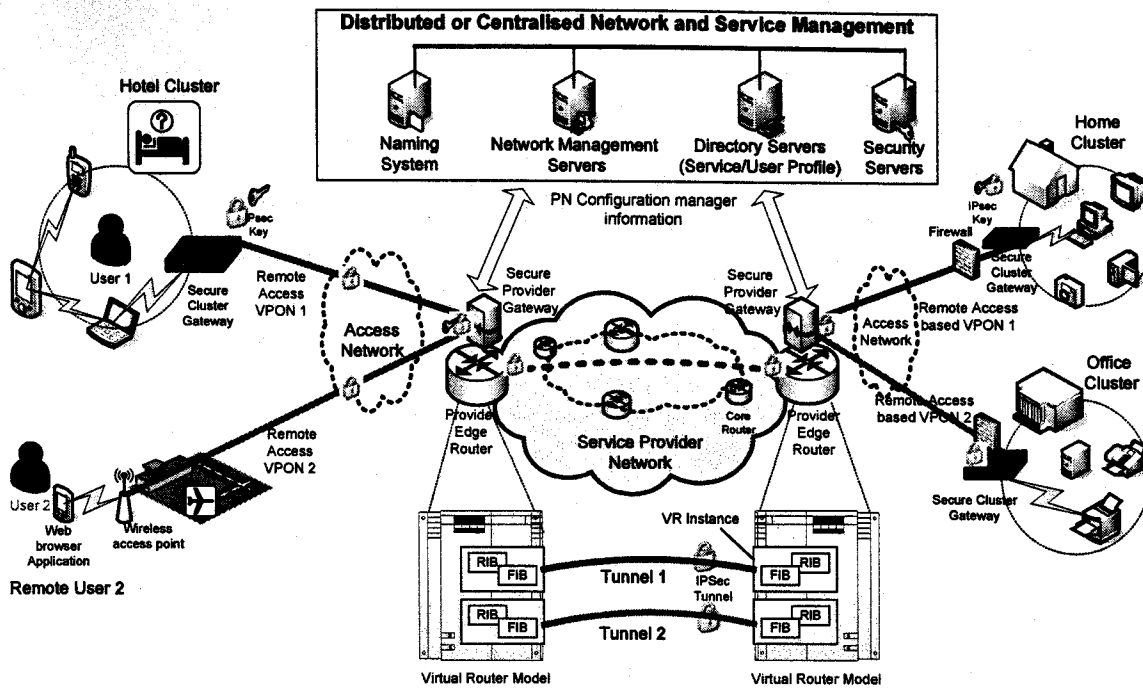 Distributed or Centralised Network and Service Management
Naming
System
Network Management
Servers
Directory Servers
(Service/User Profile)
Security
Servers
Hotel Cluster
?
User 1
Psec
Key
Secure
Cluster
Gateway
Remote
Access
VPON 1
Access
Network
PN Configuration manager
information
Secure
Provider
Gateway
Secure
Provider
Gateway
Home
Cluster
IPsec
Key
Firewall
Secure
Cluster
Gateway
Remote Access
based VPON 1
Access
Network
Remote Access
based VPON 2
Office
Cluster
Secure Cluster
Gateway
Provider
Edge
Router
Service Provider
Network
Core
Router
Provider
Edge
Router
Remote
Access
VPON 2
User 2
Web
browser
Application
Wireless
access point
Remote User 2
VR Instance
RIB
FIB
RIB
FIB
Tunnel 1
IPSec
Tunnel
Tunnel 2
RIB
FIB
RIB
FIB
Virtual Router Model
Virtual Router Model